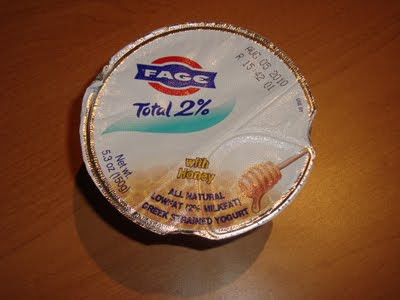 AUG 05 2010
R 15 42 01
FAGE
Total 2%
with
Honey
Net wt.
5.3 oz (150g)
ALL NATURAL
LOWFAT (2% MILKFAT)
GREEK STRAINED YOGURT